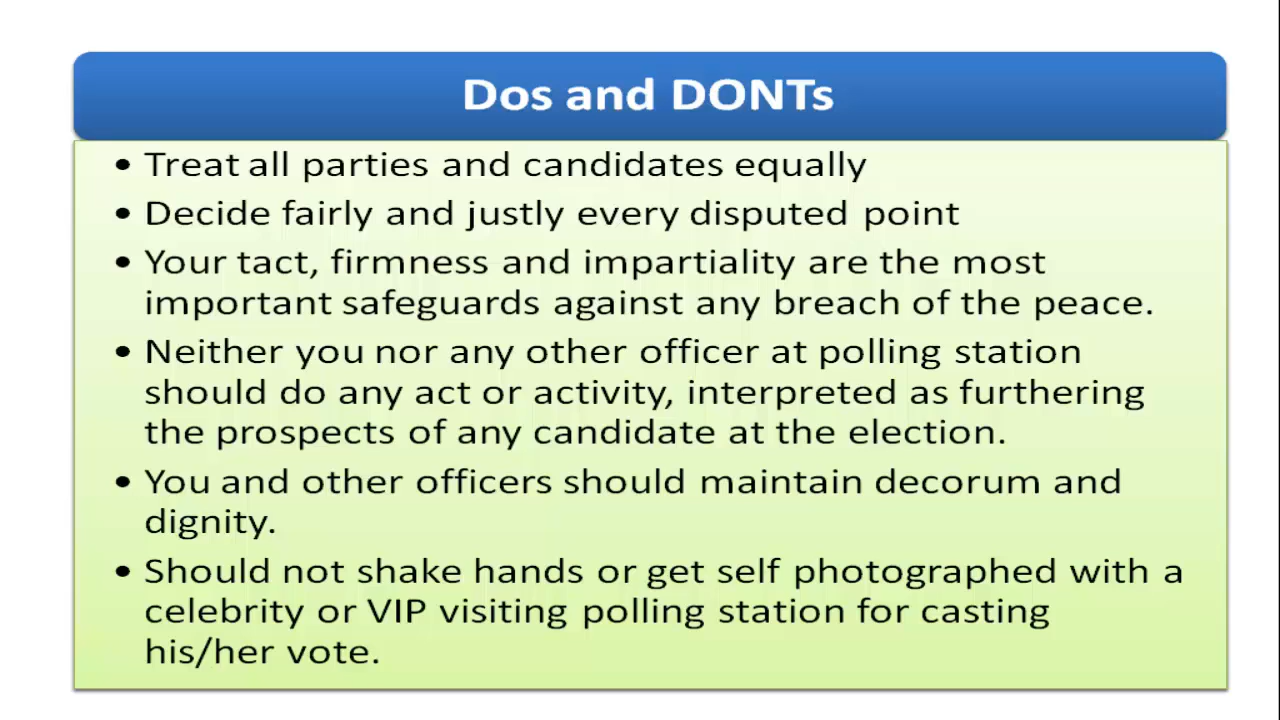 Dos and DONTs
• Treat all parties and candidates equally
• Decide fairly and justly every disputed point
• Your tact, firmness and impartiality are the most
important safeguards against any breach of the peace.
• Neither you nor any other officer at polling station
should do any act or activity, interpreted as furthering
the prospects of any candidate at the election.
• You and other officers should maintain decorum and
dignity.
• Should not shake hands or get self photographed with a
celebrity or VIP visiting polling station for casting
his/her vote.